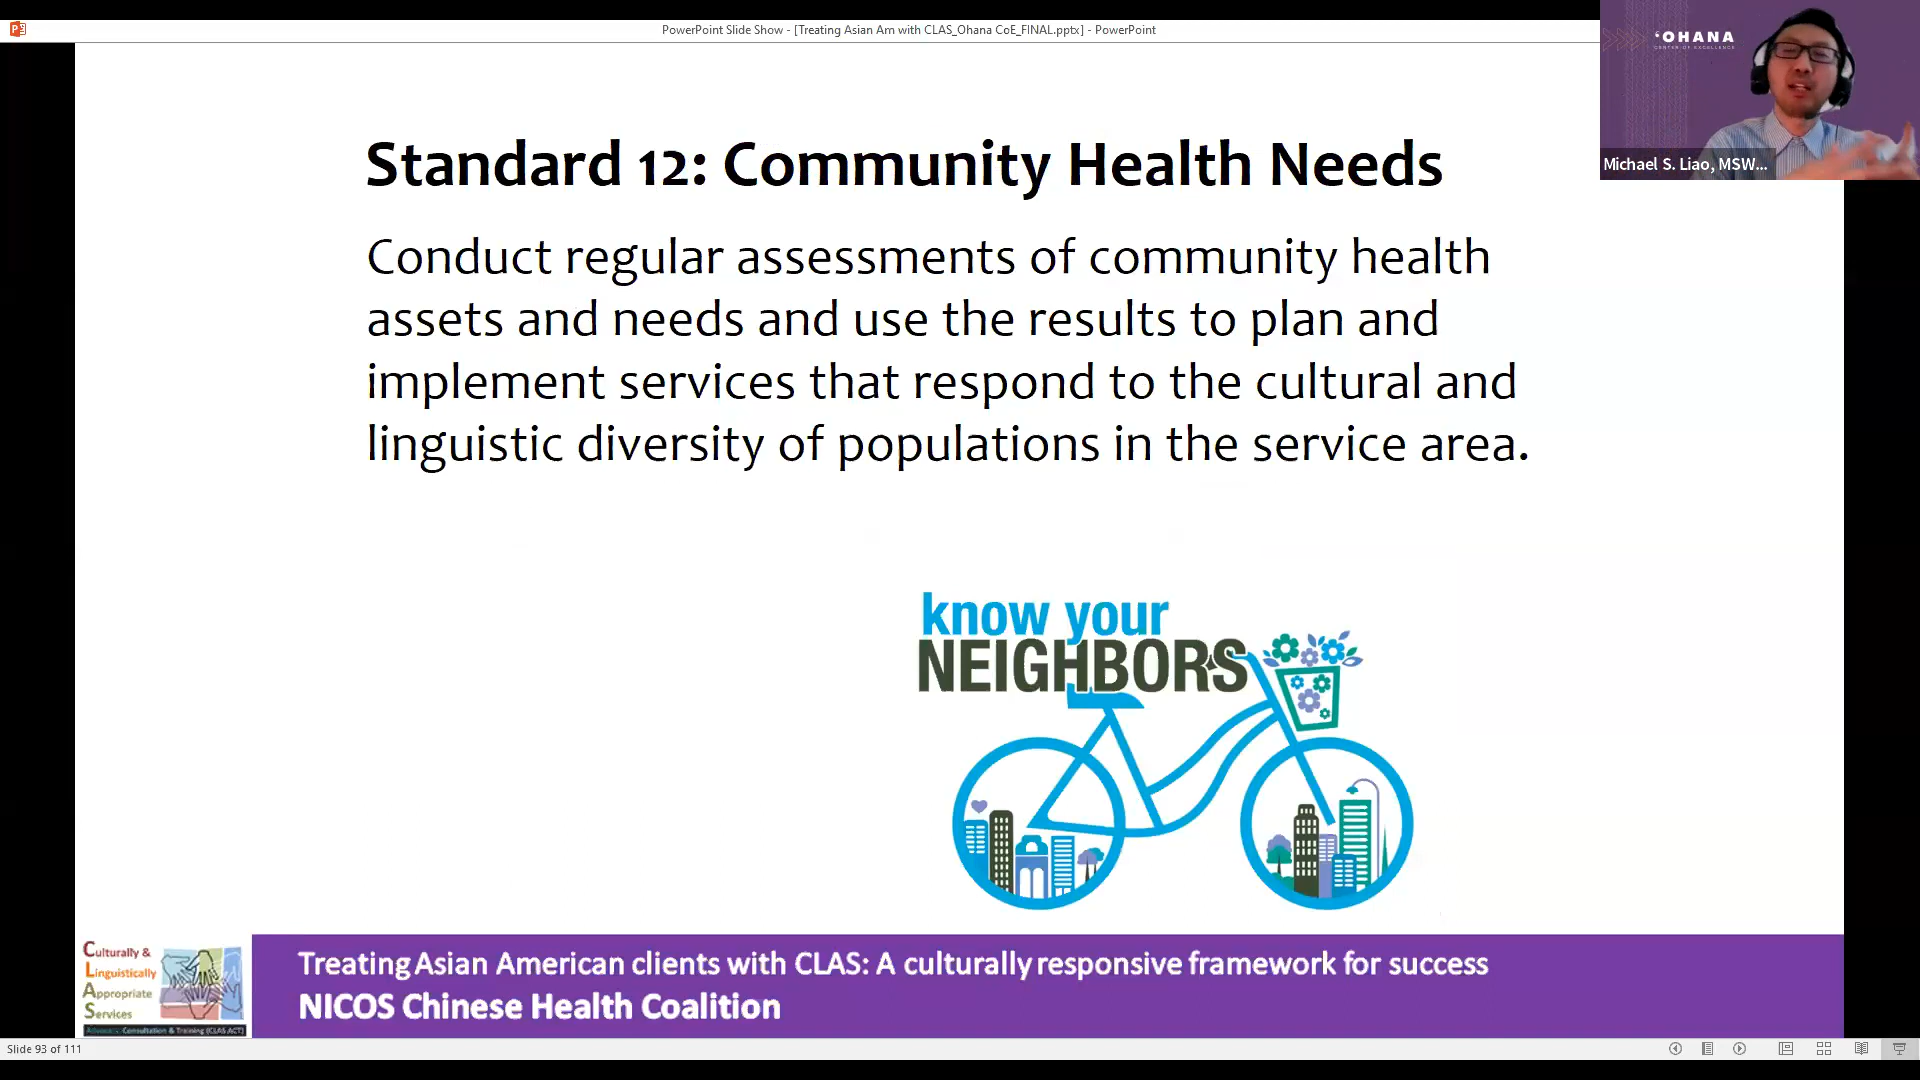 PowerPoint Slide Show - [Treating Asian Am with CLAS_Ohana CoE_FINAL.pptx] - PowerPoint
'OHANA
CENTER OF EXCELLENCE
Michael S. Liao, MSW...
Standard 12: Community Health Needs
Conduct regular assessments of community health
assets and needs and use the results to plan and
implement services that respond to the cultural and
linguistic diversity of populations in the service area.
know your
NEIGHBORS
Culturally &
Linguistically
Appropriate
Services
Consultation & Training (CLAS ACT)
Treating Asian American clients with CLAS: A culturally responsive framework for success
NICOS Chinese Health Coalition
Slide 93 of 111